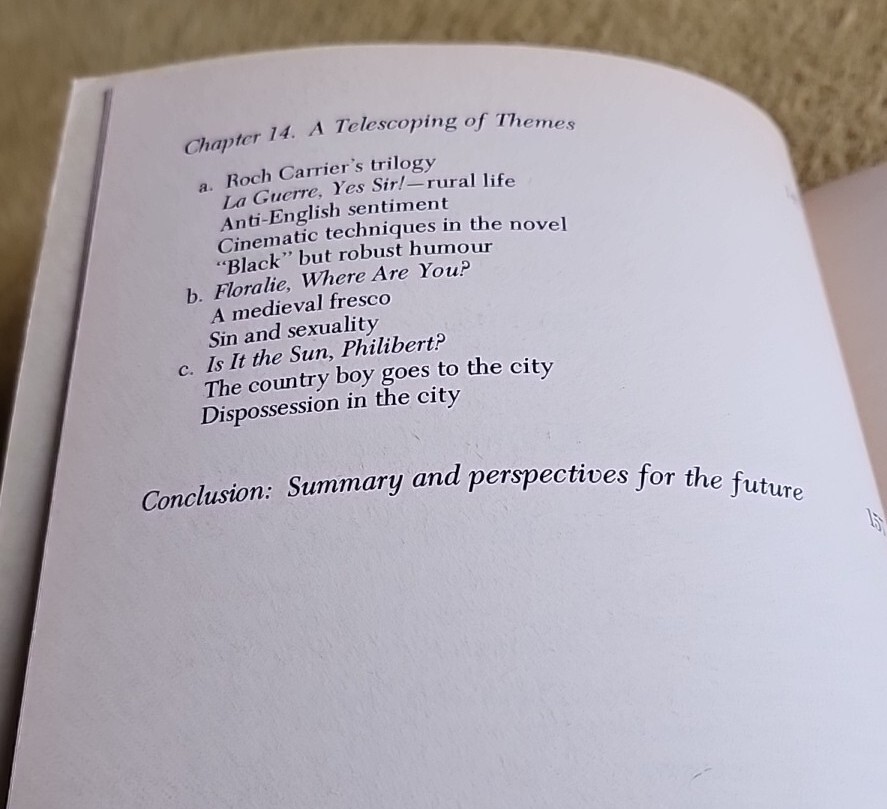 Chapter 14. A Telescoping of Themes
a. Roch Carrier's trilogy
La Guerre, Yes Sir!—rural life
Anti-English sentiment
Cinematic techniques in the novel
"Black" but robust humour
b. Floralie, Where Are You?
A medieval fresco
Sin and sexuality
c. Is It the Sun, Philibert?
The country boy goes to the city
Dispossession in the city
Conclusion: Summary and perspectives for the future